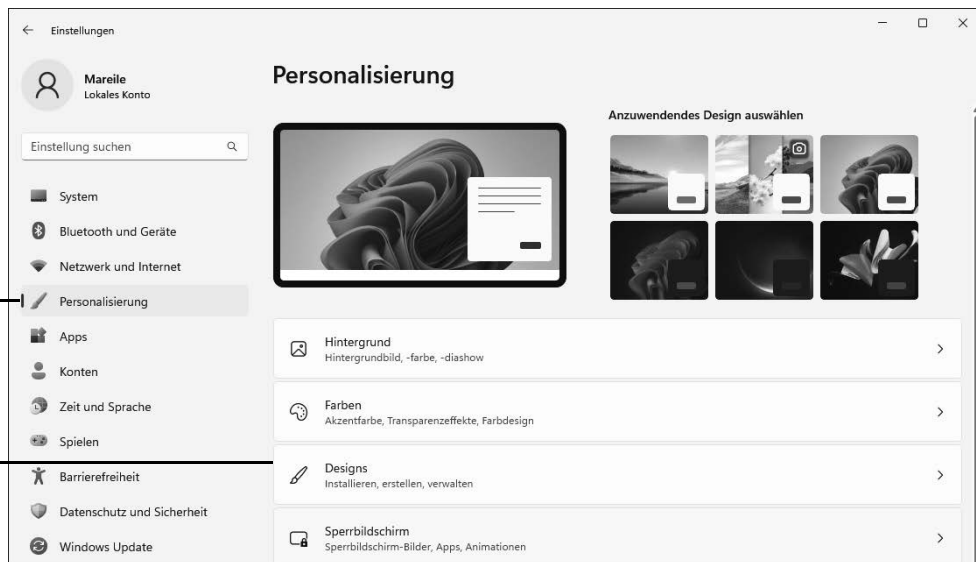 Einstellungen
Mareile
Lokales Konto
Einstellung suchen
System
Bluetooth und Geräte
Netzwerk und Internet
Personalisierung
Apps
Konten
Zeit und Sprache
Spielen
Barrierefreiheit
Datenschutz und Sicherheit
Windows Update
Personalisierung
Anzuwendendes Design auswählen
Hintergrund
Hintergrundbild, -farbe, -diashow
Farben
Akzentfarbe, Transparenzeffekte, Farbdesign
Designs
Installieren, erstellen, verwalten
Sperrbildschirm
Sperrbildschirm-Bilder, Apps, Animationen